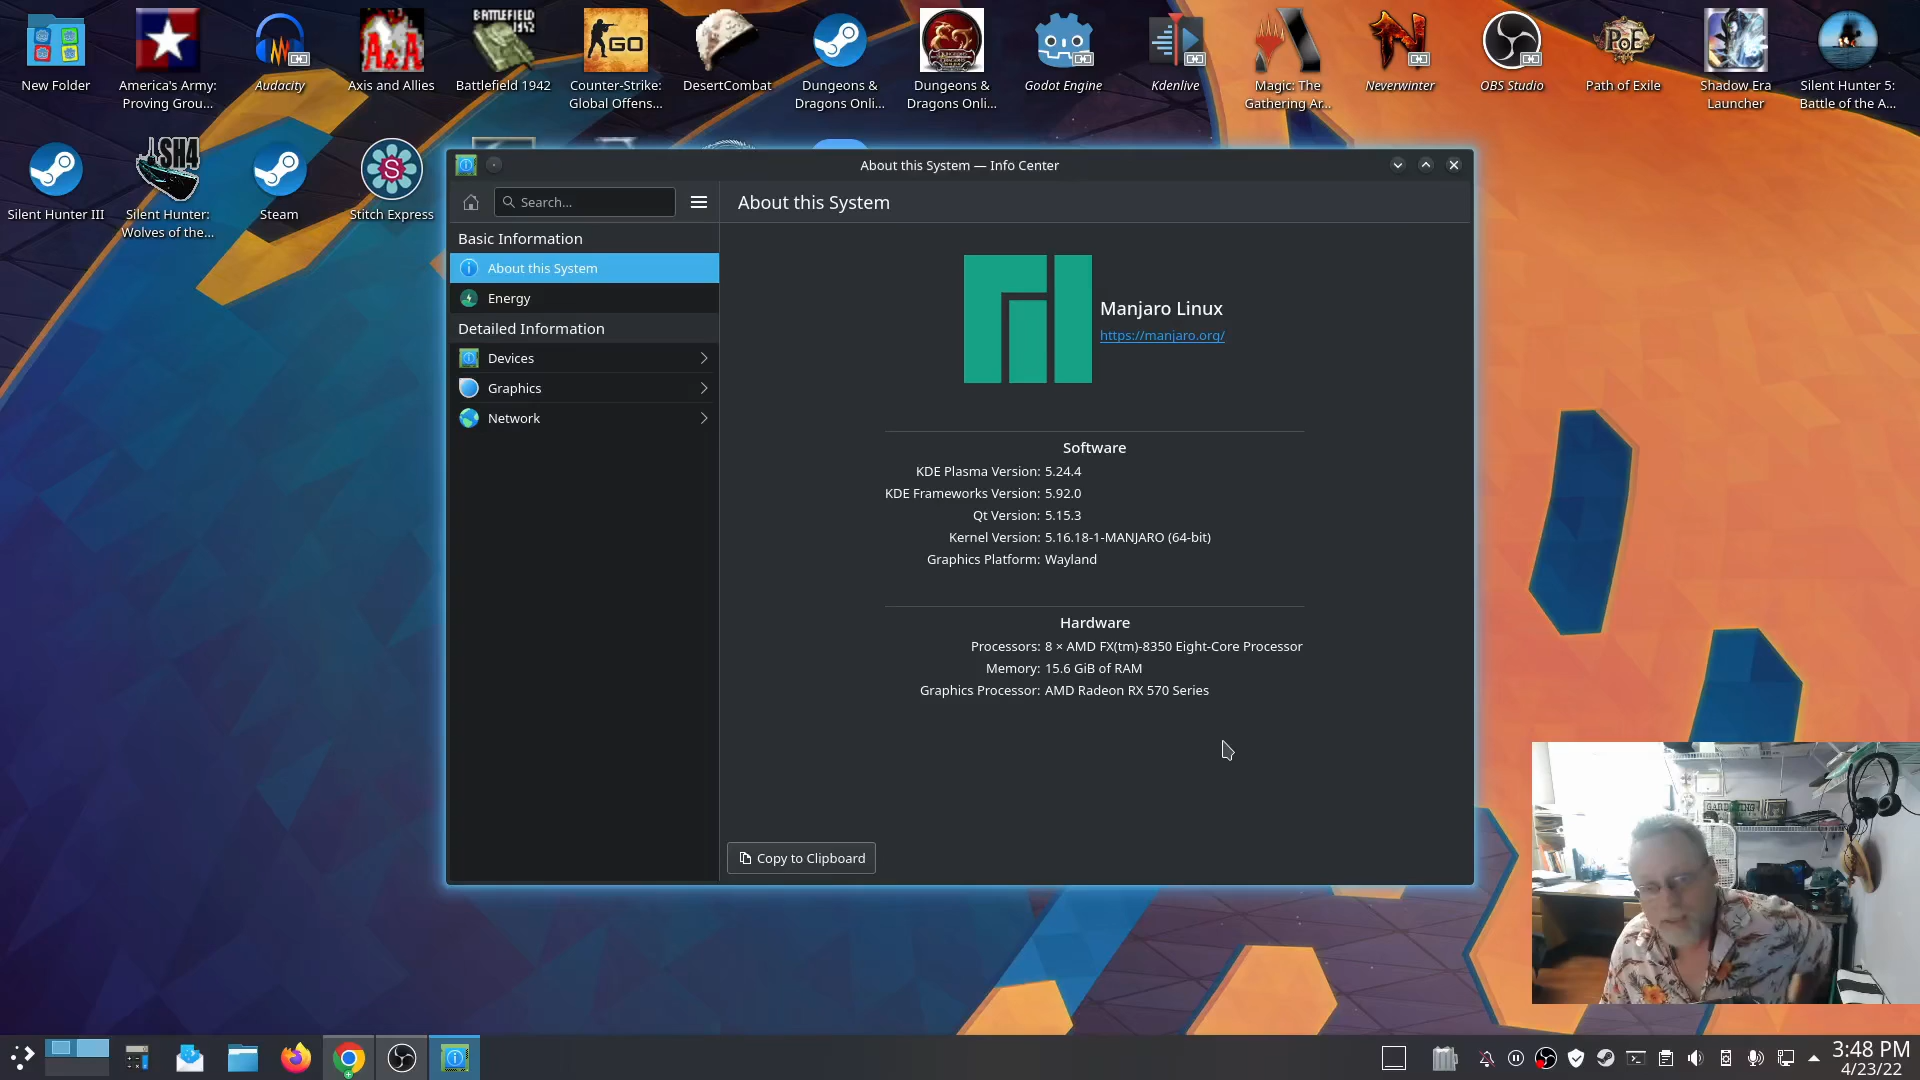 New Folder
America's Army:
Proving Grou...
Audacity
Axis and Allies
BATTLEFIELD
1942
Battlefield 1942
GO
Counter-Strike:
Global Offens...
DesertCombat
Dungeons &
Dragons Onli...
Dungeons &
Dragons Onli...
Godot Engine
Kdenlive
Magic: The
Gathering Ar...
Neverwinter
OBS Studio
PoE
Path of Exile
Shadow Era
Launcher
Silent Hunter 5:
Battle of the A...
Silent Hunter III
SH4
Silent Hunter:
Wolves of the...
Steam
S
Stitch Express
A&A
About this System — Info Center
Search...
About this System
Basic Information
About this System
Energy
Detailed Information
Devices
Graphics
Network
Manjaro Linux
https://manjaro.org/
Software
KDE Plasma Version: 5.24.4
KDE Frameworks Version: 5.92.0
Qt Version: 5.15.3
Kernel Version: 5.16.18-1-MANJARO (64-bit)
Graphics Platform: Wayland
Hardware
Processors: 8 × AMD FX(tm)-8350 Eight-Core Processor
Memory: 15.6 GiB of RAM
Graphics Processor: AMD Radeon RX 570 Series
Copy to Clipboard
3:48 PM
4/23/22